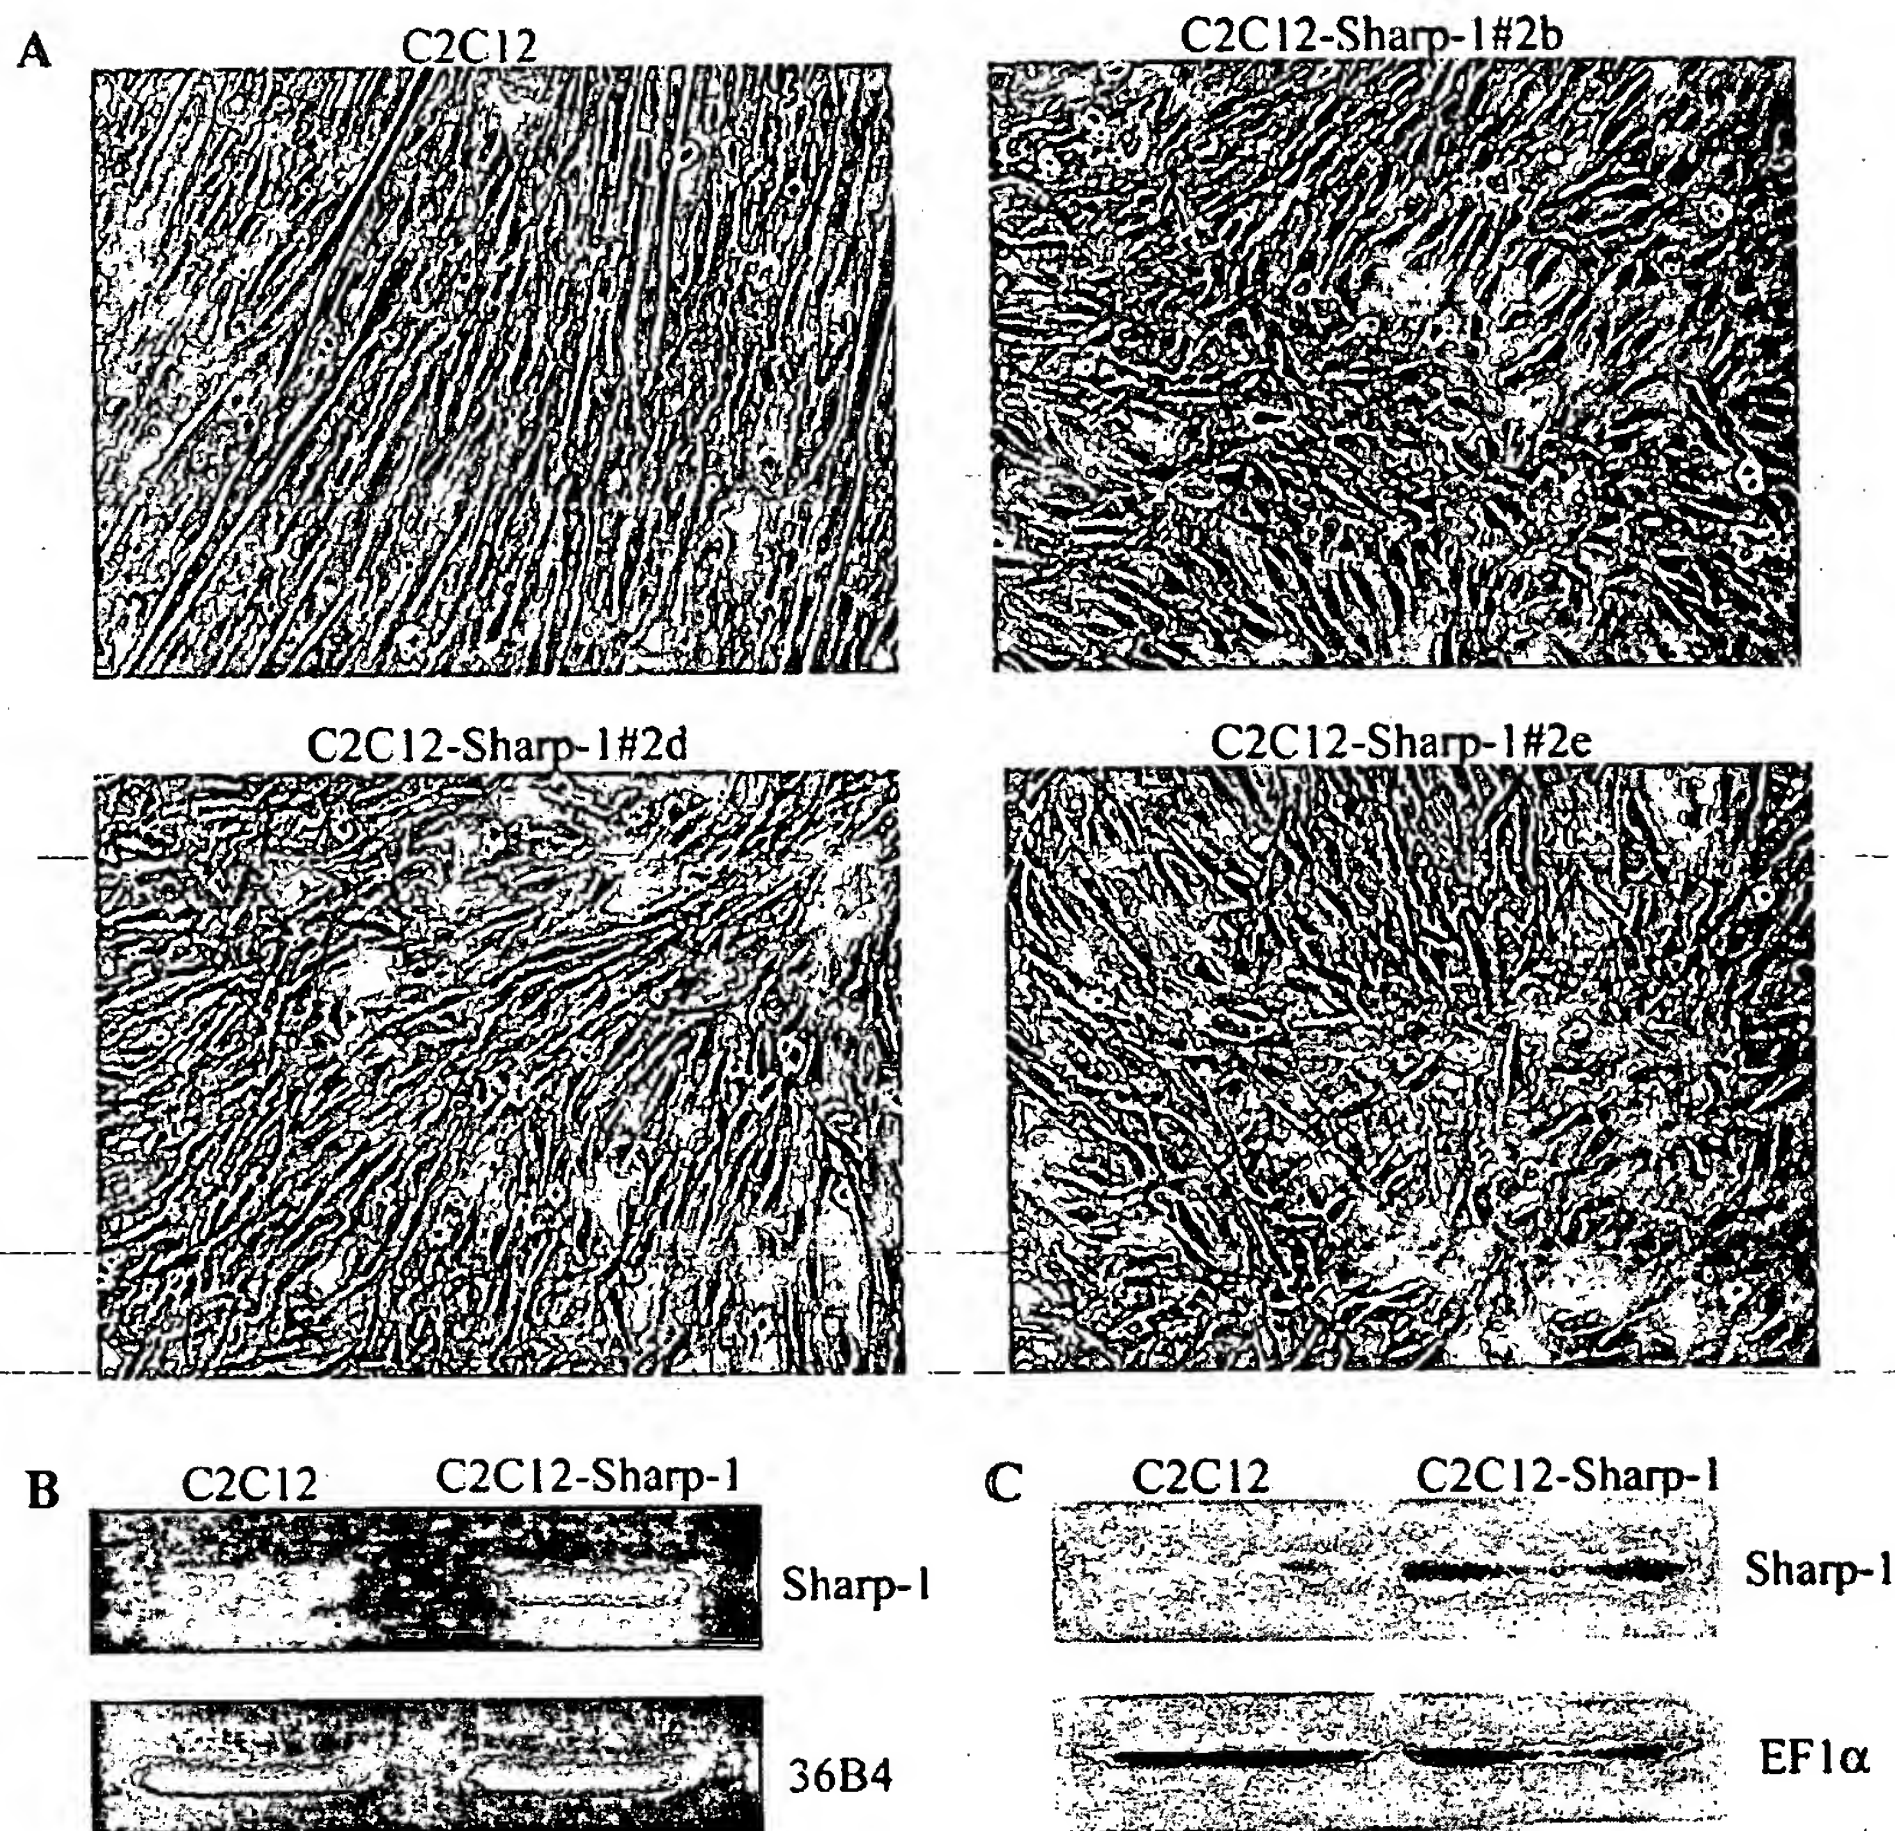 A
C2C12
C2C12-Sharp-1#2b
C2C12-Sharp-1#2d
C2C12-Sharp-1#2e
B
C2C12
C2C12-Sharp-1
Sharp-1
36B4
C
C2C12
C2C12-Sharp-1
Sharp-1
EF1α